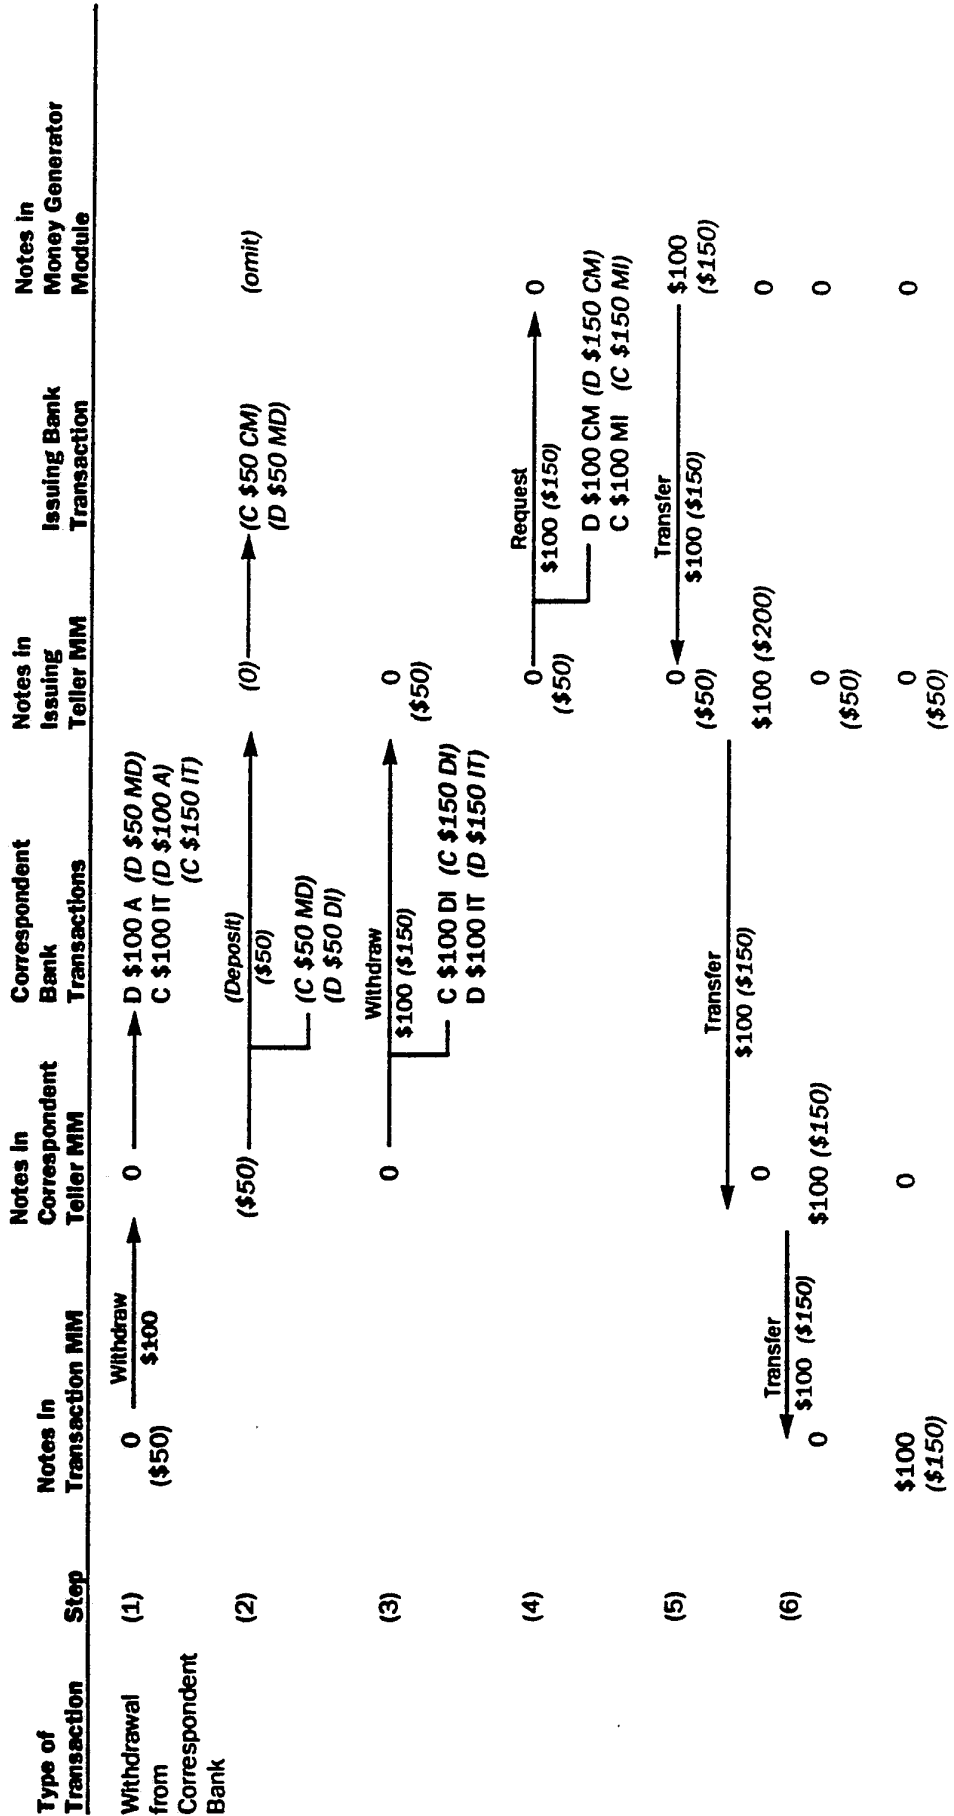 Type of
Transaction
Step
Notes in
Transaction MM
Notes in
Correspondent
Teller MM
Correspondent
Bank
Transactions
Notes in
Issuing
Teller MM
Issuing Bank
Transaction
Notes in
Money Generator
Module
Withdrawal
from
Correspondent
Bank
(1)
0
($50)
Withdraw
$100
0
D $100 A (D $50 MD)
C $100 IT (D $100 A)
(C $150 IT)
(2)
($50)
(Deposit)
($50)
(C $50 MD)
(D $50 DI)
(0)
(C $50 CM)
(D $50 MD)
(omit)
(3)
0
Withdraw
$100 ($150)
C $100 DI (C $150 DI)
D $100 IT (D $150 IT)
0
($50)
(4)
0
($50)
Request
$100 ($150)
D $100 CM (D $150 CM)
C $100 MI (C $150 MI)
0
(5)
0
($50)
Transfer
$100 ($150)
$100
($150)
Transfer
$100 ($150)
0
$100 ($200)
0
(6)
Transfer
$100 ($150)
0
$100 ($150)
0
($50)
0
$100
($150)
0
0
($50)
0